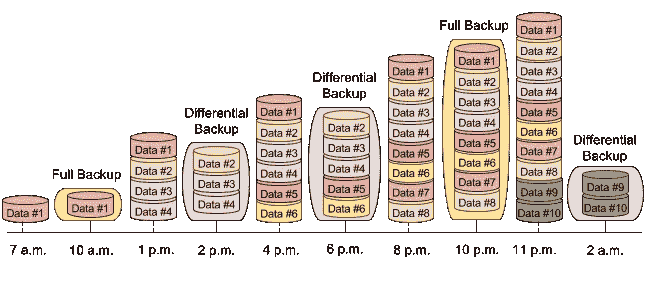 Data #1
7 a.m.
Full Backup
Data #1
10 a.m.
Data #1
Data #2
Data #3
Data #4
1 p.m.
Differential
Backup
Data #2
Data #3
Data #4
2 p.m.
Data #1
Data #2
Data #3
Data #4
Data #5
Data #6
4 p.m.
Differential
Backup
Data #2
Data #3
Data #4
Data #5
Data #6
6 p.m.
Data #1
Data #2
Data #3
Data #4
Data #5
Data #6
Data #7
Data #8
8 p.m.
Full Backup
Data #1
Data #2
Data #3
Data #4
Data #5
Data #6
Data #7
Data #8
10 p.m.
Data #1
Data #2
Data #3
Data #4
Data #5
Data #6
Data #7
Data #8
Data #9
Data #10
11 p.m.
Differential
Backup
Data #9
Data #10
2 a.m.